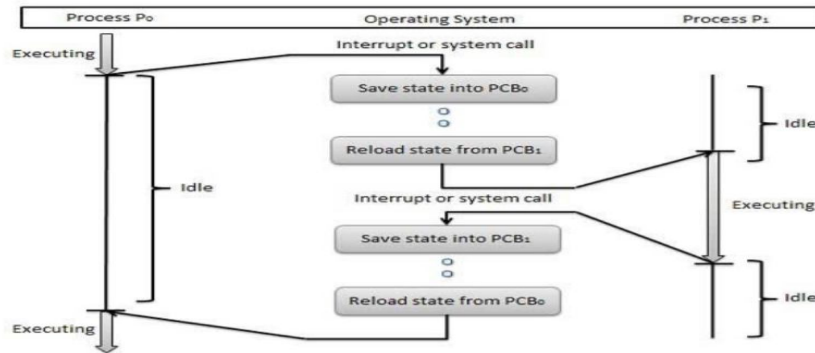 Process P₀ Operating System Process P₁
Interrupt or system call
Executing
Save state into PCB₀
Idle
Reload state from PCB₁
Idle
Interrupt or system call
Executing
Save state into PCB₁
Idle
Reload state from PCB₀
Executing